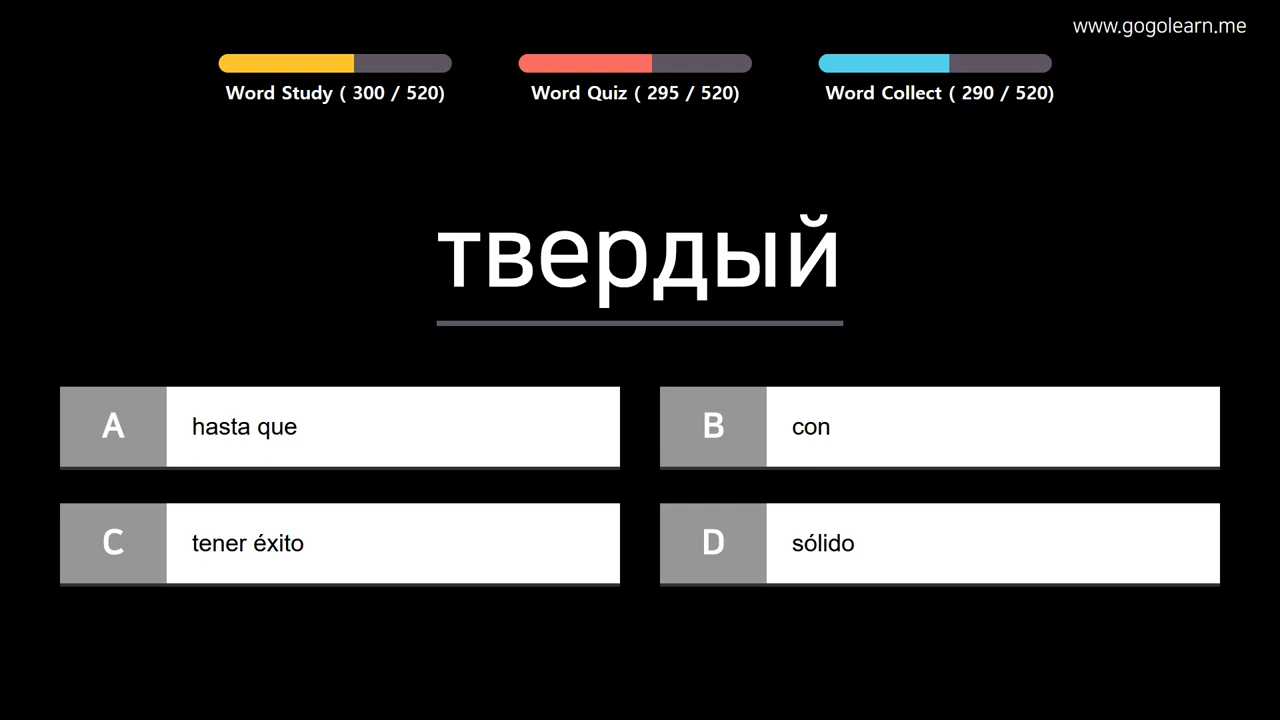 www.gogolearn.me
Word Study ( 300 / 520)
Word Quiz ( 295 / 520)
Word Collect ( 290 / 520)
твердый
A hasta que
B con
C tener éxito
D sólido